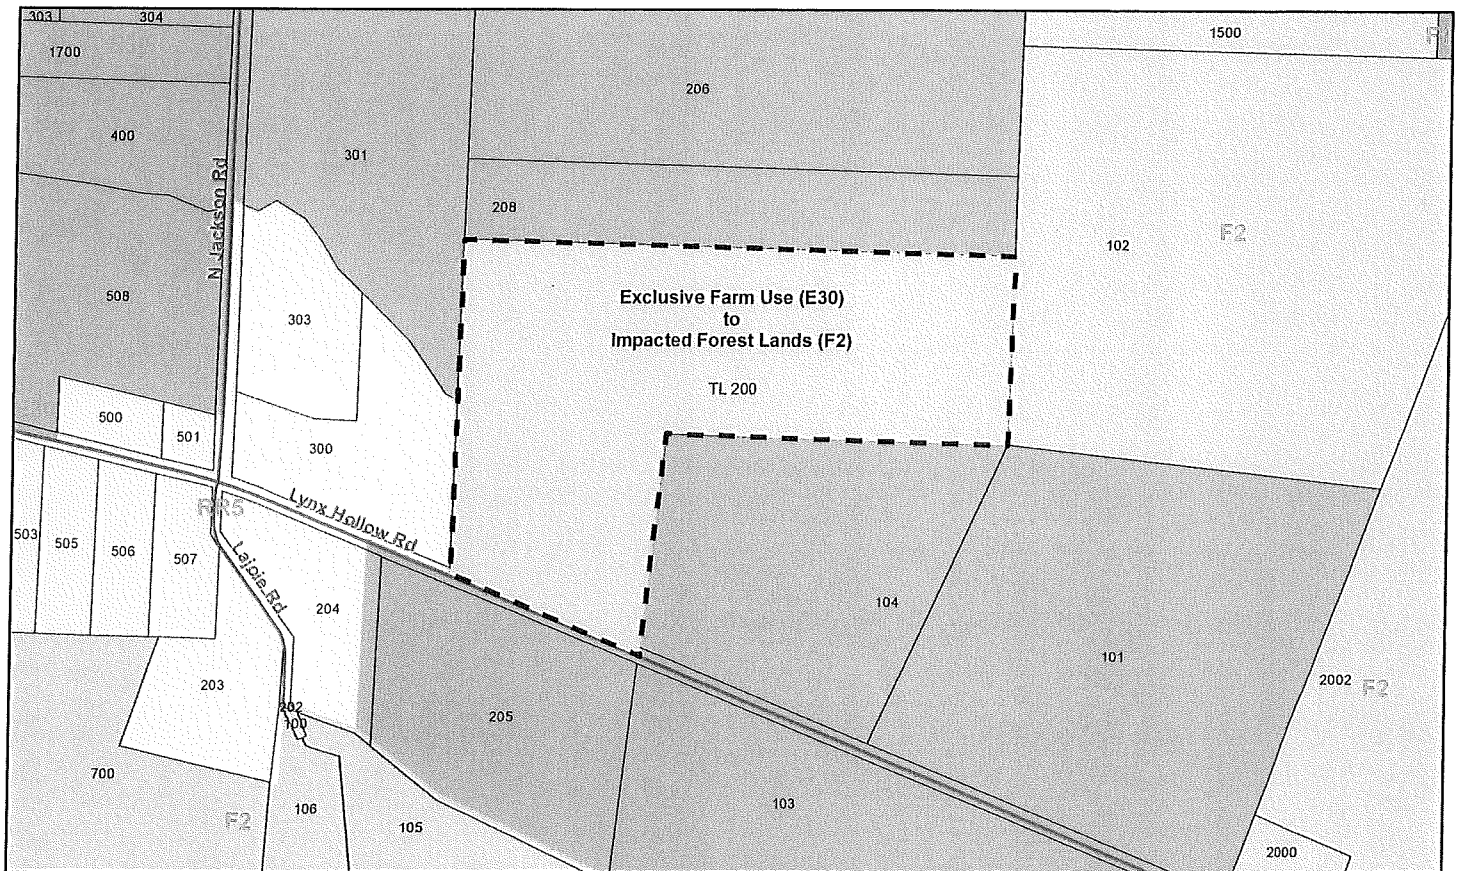 303
304
1500
F1
1700
206
400
301
N Jackson Rd
208
102
F2
508
303
Exclusive Farm Use (E30)
to
Impacted Forest Lands (F2)
TL 200
500
501
300
RR5
Lynx Hollow Rd
503
505
506
507
Lajoie Rd
204
104
101
203
202
100
205
2002
F2
700
103
106
F2
105
2000